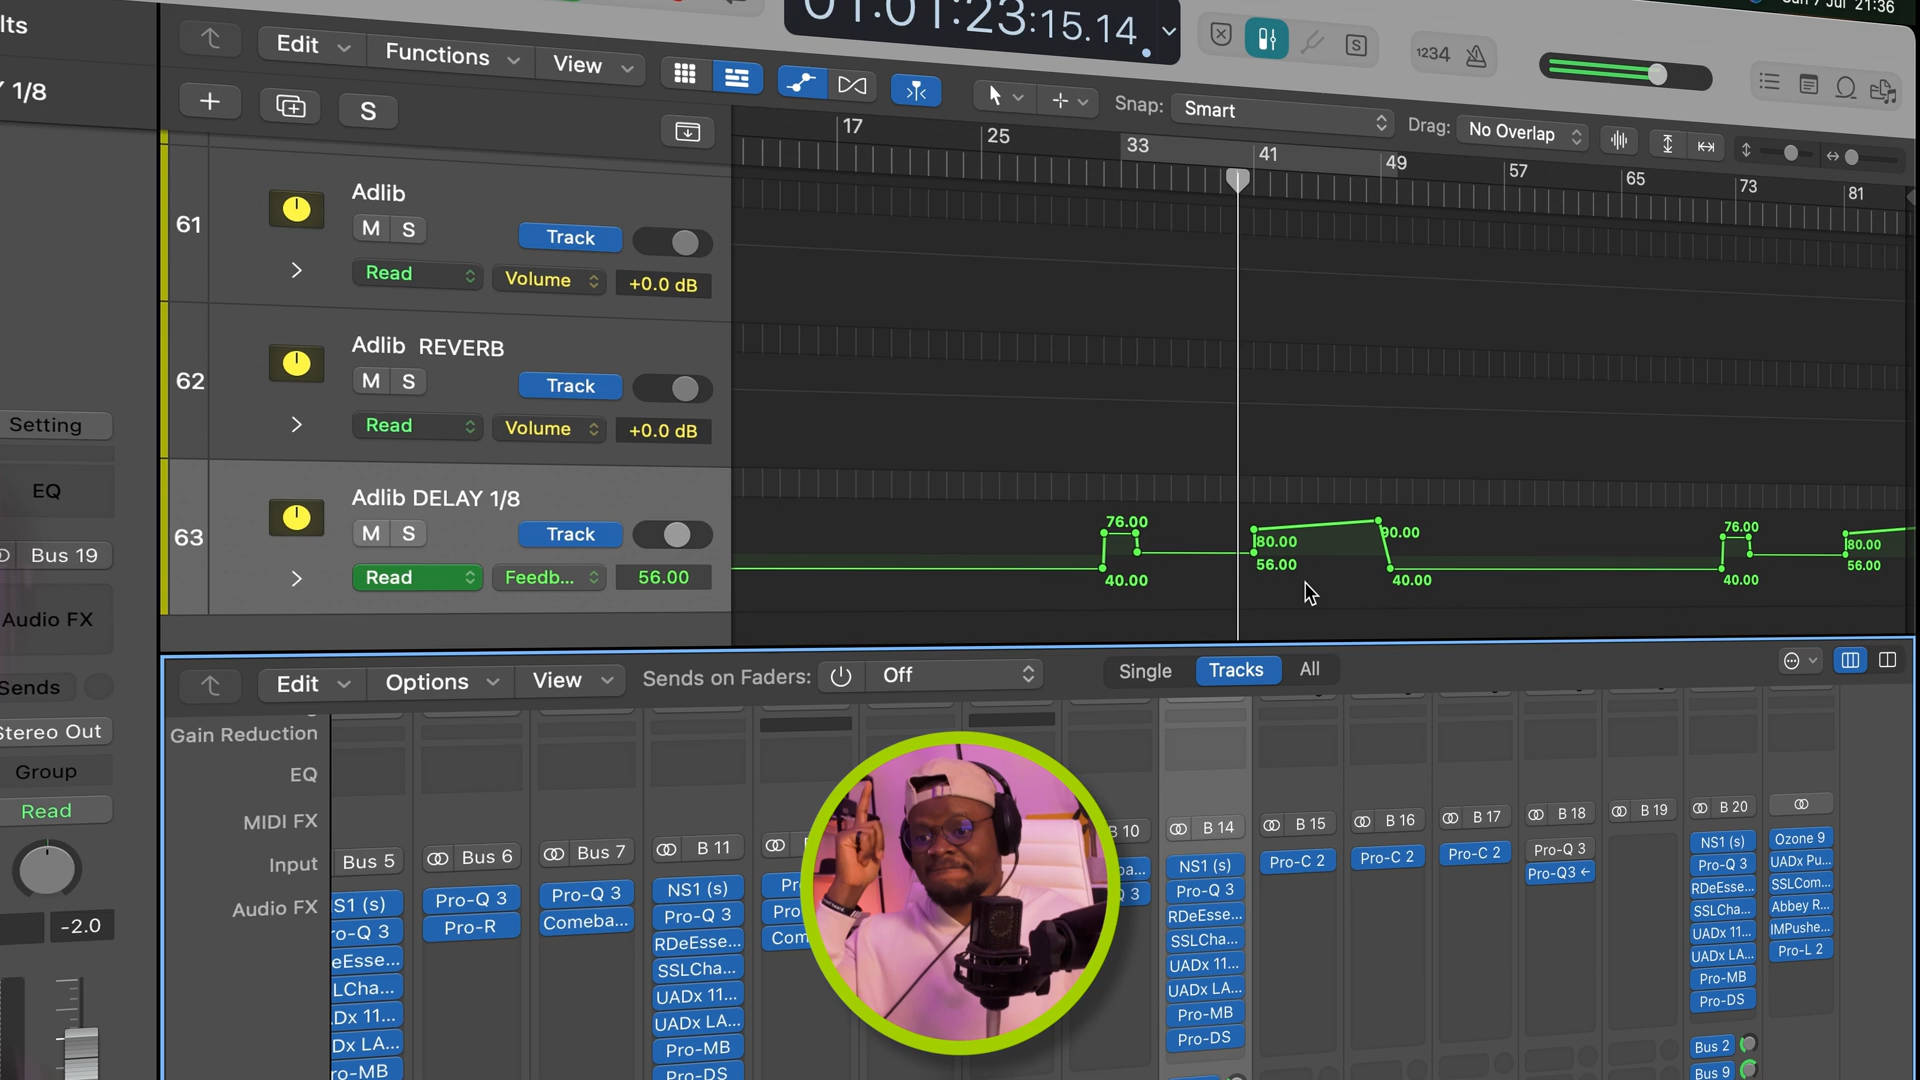 lts
1/8
Edit
Functions
View
01:01:23:15.14
1234
Sun 7 Jul 21:36
S
Snap:
Smart
Drag:
No Overlap
S
17
25
33
41
49
57
65
73
81
61
Adlib
M
S
Track
Read
Volume
+0.0 dB
62
Adlib REVERB
M
S
Track
Read
Volume
+0.0 dB
63
Adlib DELAY 1/8
M
S
Track
Read
Feedb...
56.00
76.00
40.00
80.00
56.00
90.00
40.00
76.00
40.00
80.00
56.00
Setting
EQ
Bus 19
Audio FX
Sends
Stereo Out
Group
Read
-2.0
Edit
Options
View
Sends on Faders:
Off
Single
Tracks
All
Gain Reduction
EQ
MIDI FX
Input
Audio FX
Bus 5
S1 (s)
ro-Q 3
eEsse...
LCha...
Dx 11...
Dx LA...
ro-MB
Bus 6
Pro-Q 3
Pro-R
Bus 7
Pro-Q 3
Comeba...
B 11
NS1 (s)
Pro-Q 3
RDeEsse...
SSLCha...
UADx 11...
UADx LA...
Pro-MB
Pro-DS
Pr
Pro
Com
B 10
ba...
Q 3
B 14
NS1 (s)
Pro-Q 3
RDeEsse...
SSLCha...
UADx 11...
UADx LA...
Pro-MB
Pro-DS
B 15
Pro-C 2
B 16
Pro-C 2
B 17
Pro-C 2
B 18
Pro-Q 3
Pro-Q3 ←
B 19
B 20
NS1 (s)
Pro-Q 3
RDeEsse...
SSLCha...
UADx 11...
UADx LA...
Pro-MB
Pro-DS
Bus 2
Bus 9
Ozone 9
UADx Pu...
SSLCom...
Abbey R...
IMPushe...
Pro-L 2